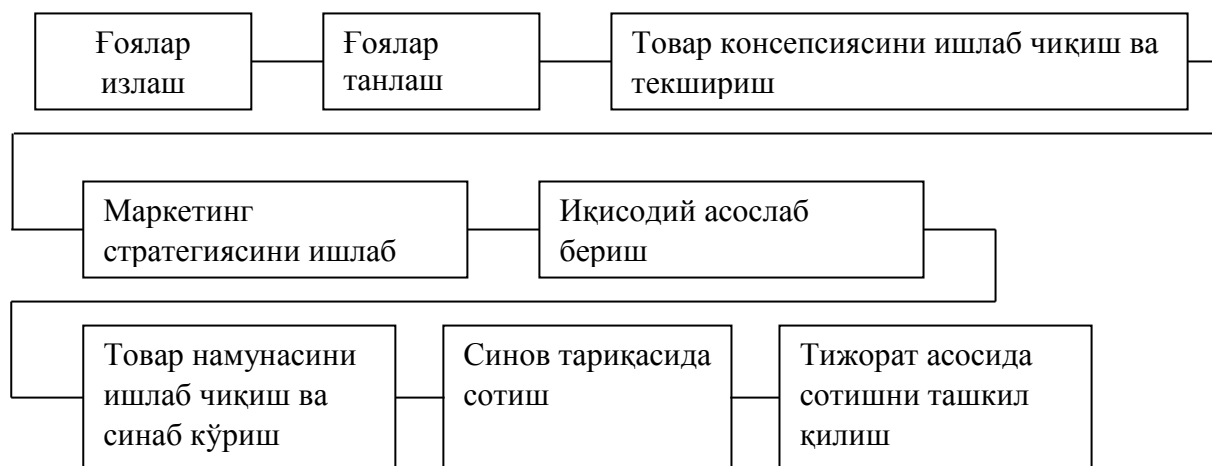 Ғоялар
излаш
Ғоялар
танлаш
Товар консепсиясини ишлаб чиқиш ва
текшириш
Маркетинг
стратегиясини ишлаб
Иқисодий асослаб
бериш
Товар намунасини
ишлаб чиқиш ва
синаб кўриш
Синов тариқасида
сотиш
Тижорат асосида
сотишни ташкил
қилиш